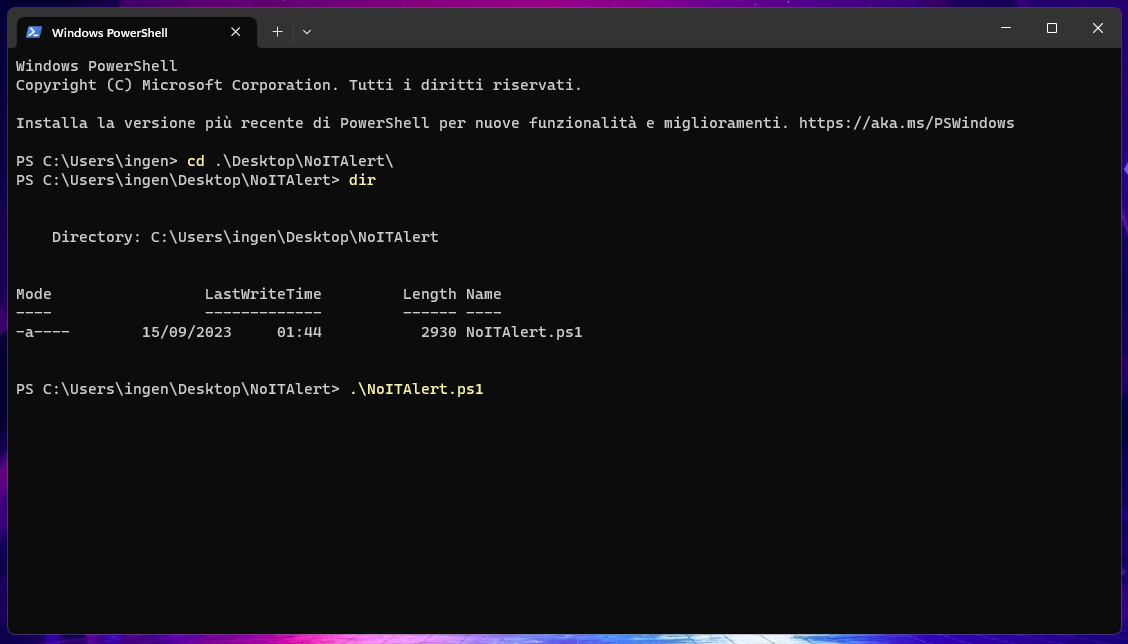 Windows PowerShell
Windows PowerShell
Copyright (C) Microsoft Corporation. Tutti i diritti riservati.
Installa la versione più recente di PowerShell per nuove funzionalità e miglioramenti. https://aka.ms/PSWindows
PS C:\Users\ingen> cd .\Desktop\NoITAlert\
PS C:\Users\ingen\Desktop\NoITAlert> dir
Directory: C:\Users\ingen\Desktop\NoITAlert
Mode LastWriteTime Length Name
---- ------------- ------ ----
-a---- 15/09/2023 01:44 2930 NoITAlert.ps1
PS C:\Users\ingen\Desktop\NoITAlert> .\NoITAlert.ps1